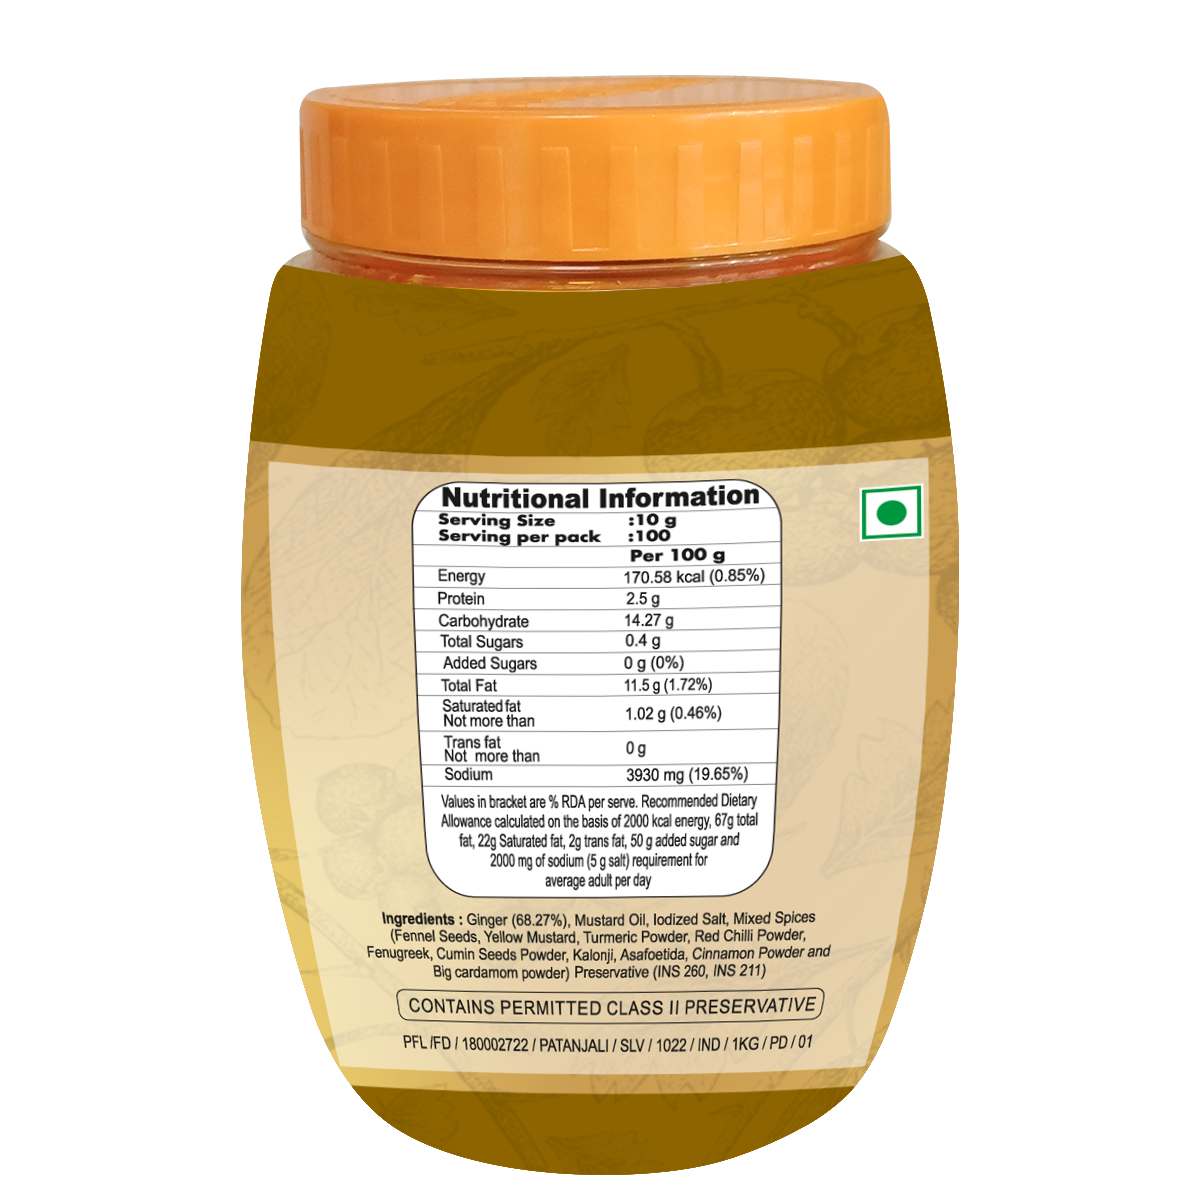 Nutritional Information
Serving Size :10 g
Serving per pack :100
Per 100 g
Energy 170.58 kcal (0.85%)
Protein 2.5 g
Carbohydrate 14.27 g
Total Sugars 0.4 g
Added Sugars 0 g (0%)
Total Fat 11.5 g (1.72%)
Saturated fat
Not more than 1.02 g (0.46%)
Trans fat
Not more than 0 g
Sodium 3930 mg (19.65%)
Values in bracket are % RDA per serve. Recommended Dietary
Allowance calculated on the basis of 2000 kcal energy, 67g total
fat, 22g Saturated fat, 2g trans fat, 50 g added sugar and
2000 mg of sodium (5 g salt) requirement for
average adult per day
Ingredients : Ginger (68.27%), Mustard Oil, Iodized Salt, Mixed Spices
(Fennel Seeds, Yellow Mustard, Turmeric Powder, Red Chilli Powder,
Fenugreek, Cumin Seeds Powder, Kalonji, Asafoetida, Cinnamon Powder and
Big cardamom powder) Preservative (INS 260, INS 211)
CONTAINS PERMITTED CLASS II PRESERVATIVE
PFL /FD / 180002722 / PATANJALI / SLV / 1022 / IND / 1KG / PD / 01